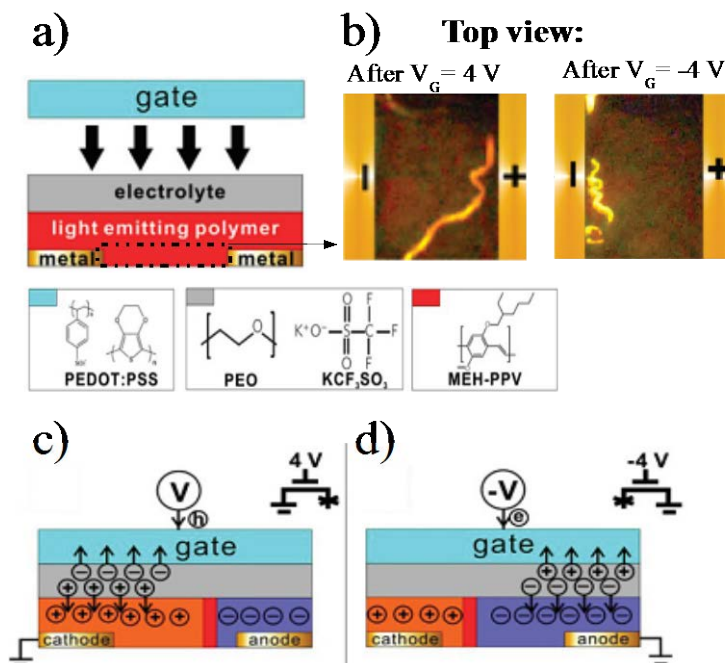 a)
gate
electrolyte
light emitting polymer
metal
metal
b)
Top view:
After V_G = 4 V
After V_G = -4 V
-
+
-
+
PEDOT:PSS
PEO
K⁺O⁻
S
O
O
C
F
F
F
KCF₃SO₃
MEH-PPV
c)
V
h
4 V
gate
cathode
anode
d)
-V
e
-4 V
gate
cathode
anode